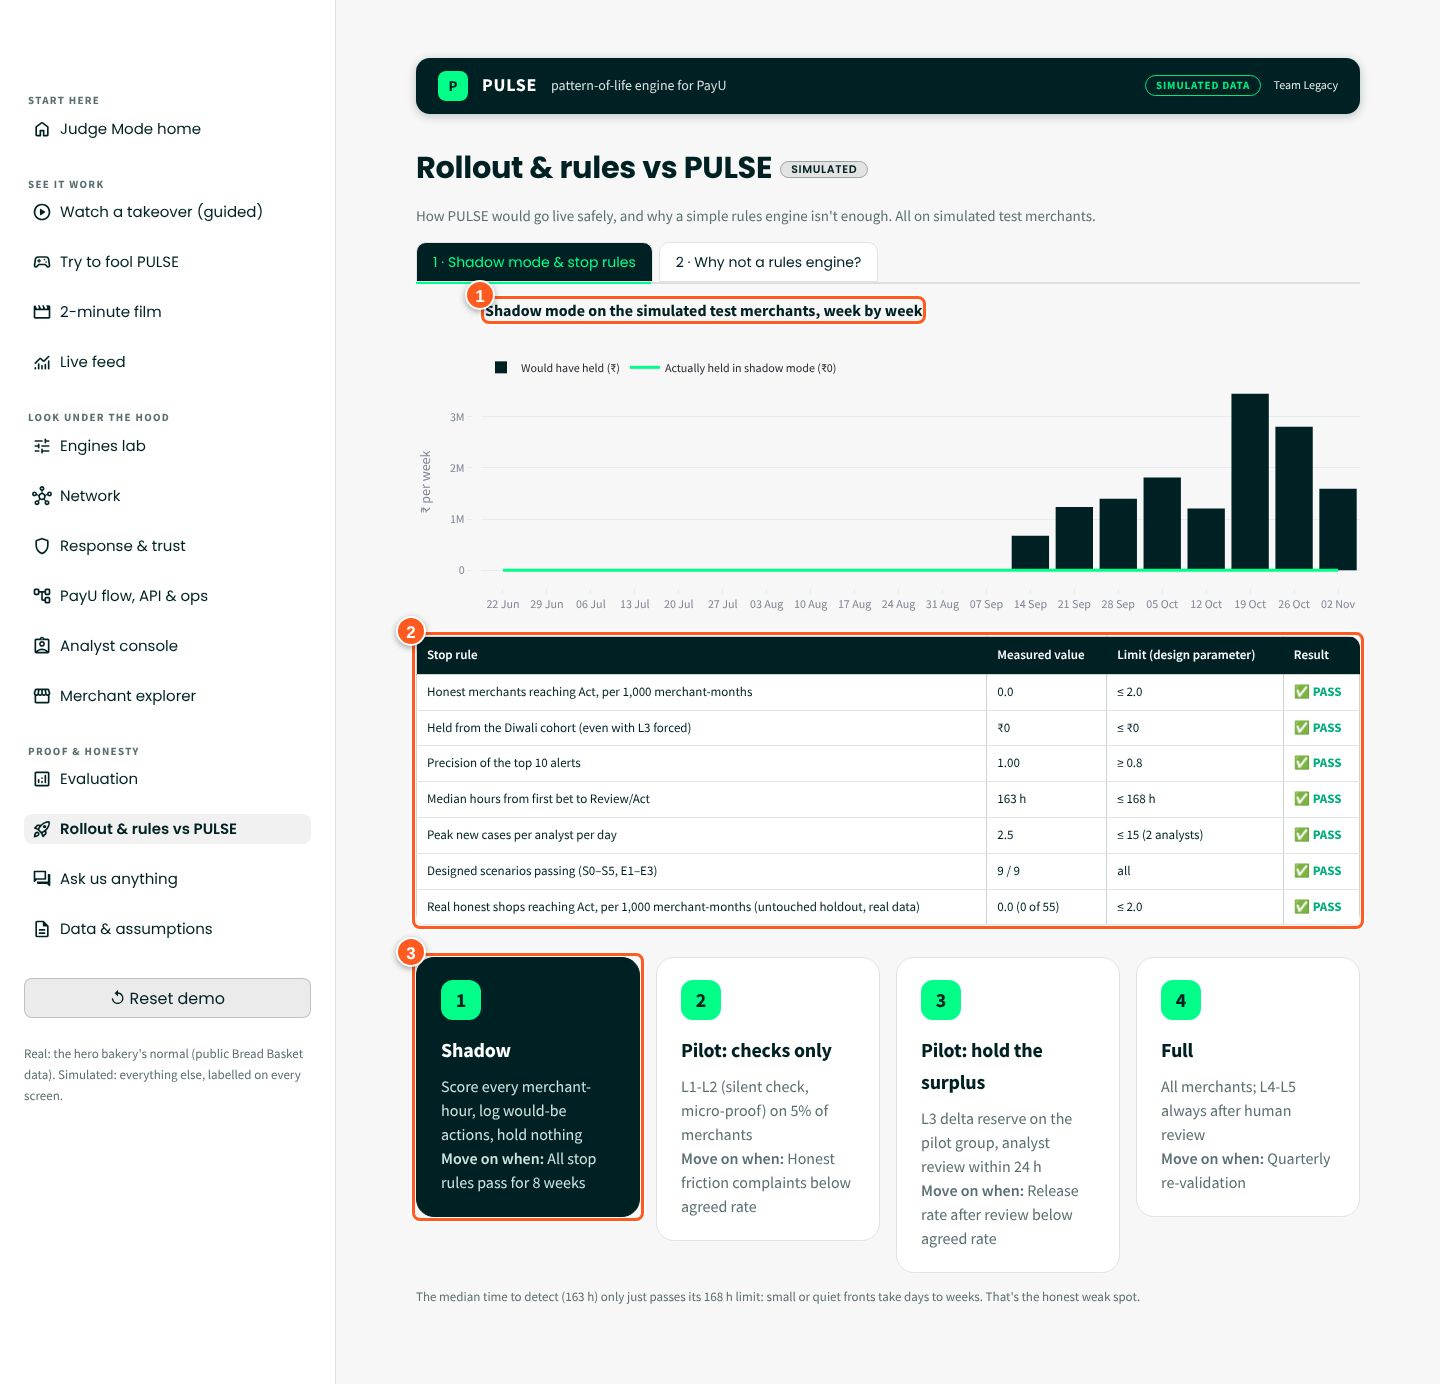 START HERE
Judge Mode home
SEE IT WORK
Watch a takeover (guided)
Try to fool PULSE
2-minute film
Live feed
LOOK UNDER THE HOOD
Engines lab
Network
Response & trust
PayU flow, API & ops
Analyst console
Merchant explorer
PROOF & HONESTY
Evaluation
Rollout & rules vs PULSE
Ask us anything
Data & assumptions
Reset demo
Real: the hero bakery's normal (public Bread Basket
data). Simulated: everything else, labelled on every
screen.
P PULSE pattern-of-life engine for PayU SIMULATED DATA Team Legacy
Rollout & rules vs PULSE SIMULATED
How PULSE would go live safely, and why a simple rules engine isn't enough. All on simulated test merchants.
1 · Shadow mode & stop rules 2 · Why not a rules engine?
1
Shadow mode on the simulated test merchants, week by week
Would have held (₹) Actually held in shadow mode (₹0)
₹ per week
3M
2M
1M
0
22 Jun 29 Jun 06 Jul 13 Jul 20 Jul 27 Jul 03 Aug 10 Aug 17 Aug 24 Aug 31 Aug 07 Sep 14 Sep 21 Sep 28 Sep 05 Oct 12 Oct 19 Oct 26 Oct 02 Nov
2
Stop rule Measured value Limit (design parameter) Result
Honest merchants reaching Act, per 1,000 merchant-months 0.0 ≤ 2.0 ✅ PASS
Held from the Diwali cohort (even with L3 forced) ₹0 ≤ ₹0 ✅ PASS
Precision of the top 10 alerts 1.00 ≥ 0.8 ✅ PASS
Median hours from first bet to Review/Act 163 h ≤ 168 h ✅ PASS
Peak new cases per analyst per day 2.5 ≤ 15 (2 analysts) ✅ PASS
Designed scenarios passing (S0–S5, E1–E3) 9 / 9 all ✅ PASS
Real honest shops reaching Act, per 1,000 merchant-months (untouched holdout, real data) 0.0 (0 of 55) ≤ 2.0 ✅ PASS
3
1
Shadow
Score every merchant-
hour, log would-be
actions, hold nothing
Move on when: All stop
rules pass for 8 weeks
2
Pilot: checks only
L1-L2 (silent check,
micro-proof) on 5% of
merchants
Move on when: Honest
friction complaints below
agreed rate
3
Pilot: hold the
surplus
L3 delta reserve on the
pilot group, analyst
review within 24 h
Move on when: Release
rate after review below
agreed rate
4
Full
All merchants; L4-L5
always after human
review
Move on when: Quarterly
re-validation
The median time to detect (163 h) only just passes its 168 h limit: small or quiet fronts take days to weeks. That's the honest weak spot.